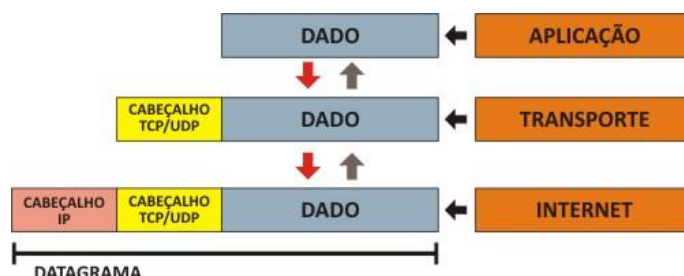 DADO
APLICAÇÃO
CABEÇALHO
TCP/UDP
DADO
TRANSPORTE
CABEÇALHO
IP
CABEÇALHO
TCP/UDP
DADO
INTERNET
DATAGRAMA